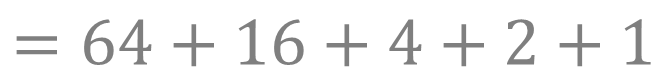 = 64 + 16 + 4 + 2 + 1